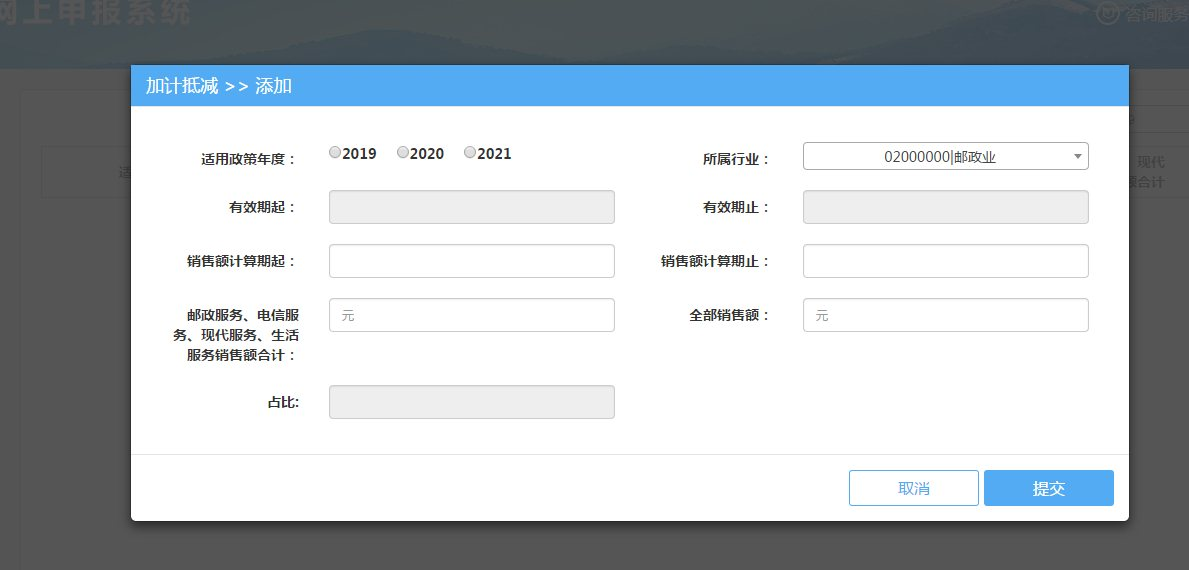 网上申报系统
咨询服务
加计抵减 >> 添加
适用政策年度：
2019 2020 2021
所属行业：
02000000|邮政业
有效期起：
有效期止：
销售额计算期起：
销售额计算期止：
邮政服务、电信服
务、现代服务、生活
服务销售额合计：
元
全部销售额：
元
占比:
适
现代
额合计
取消
提交